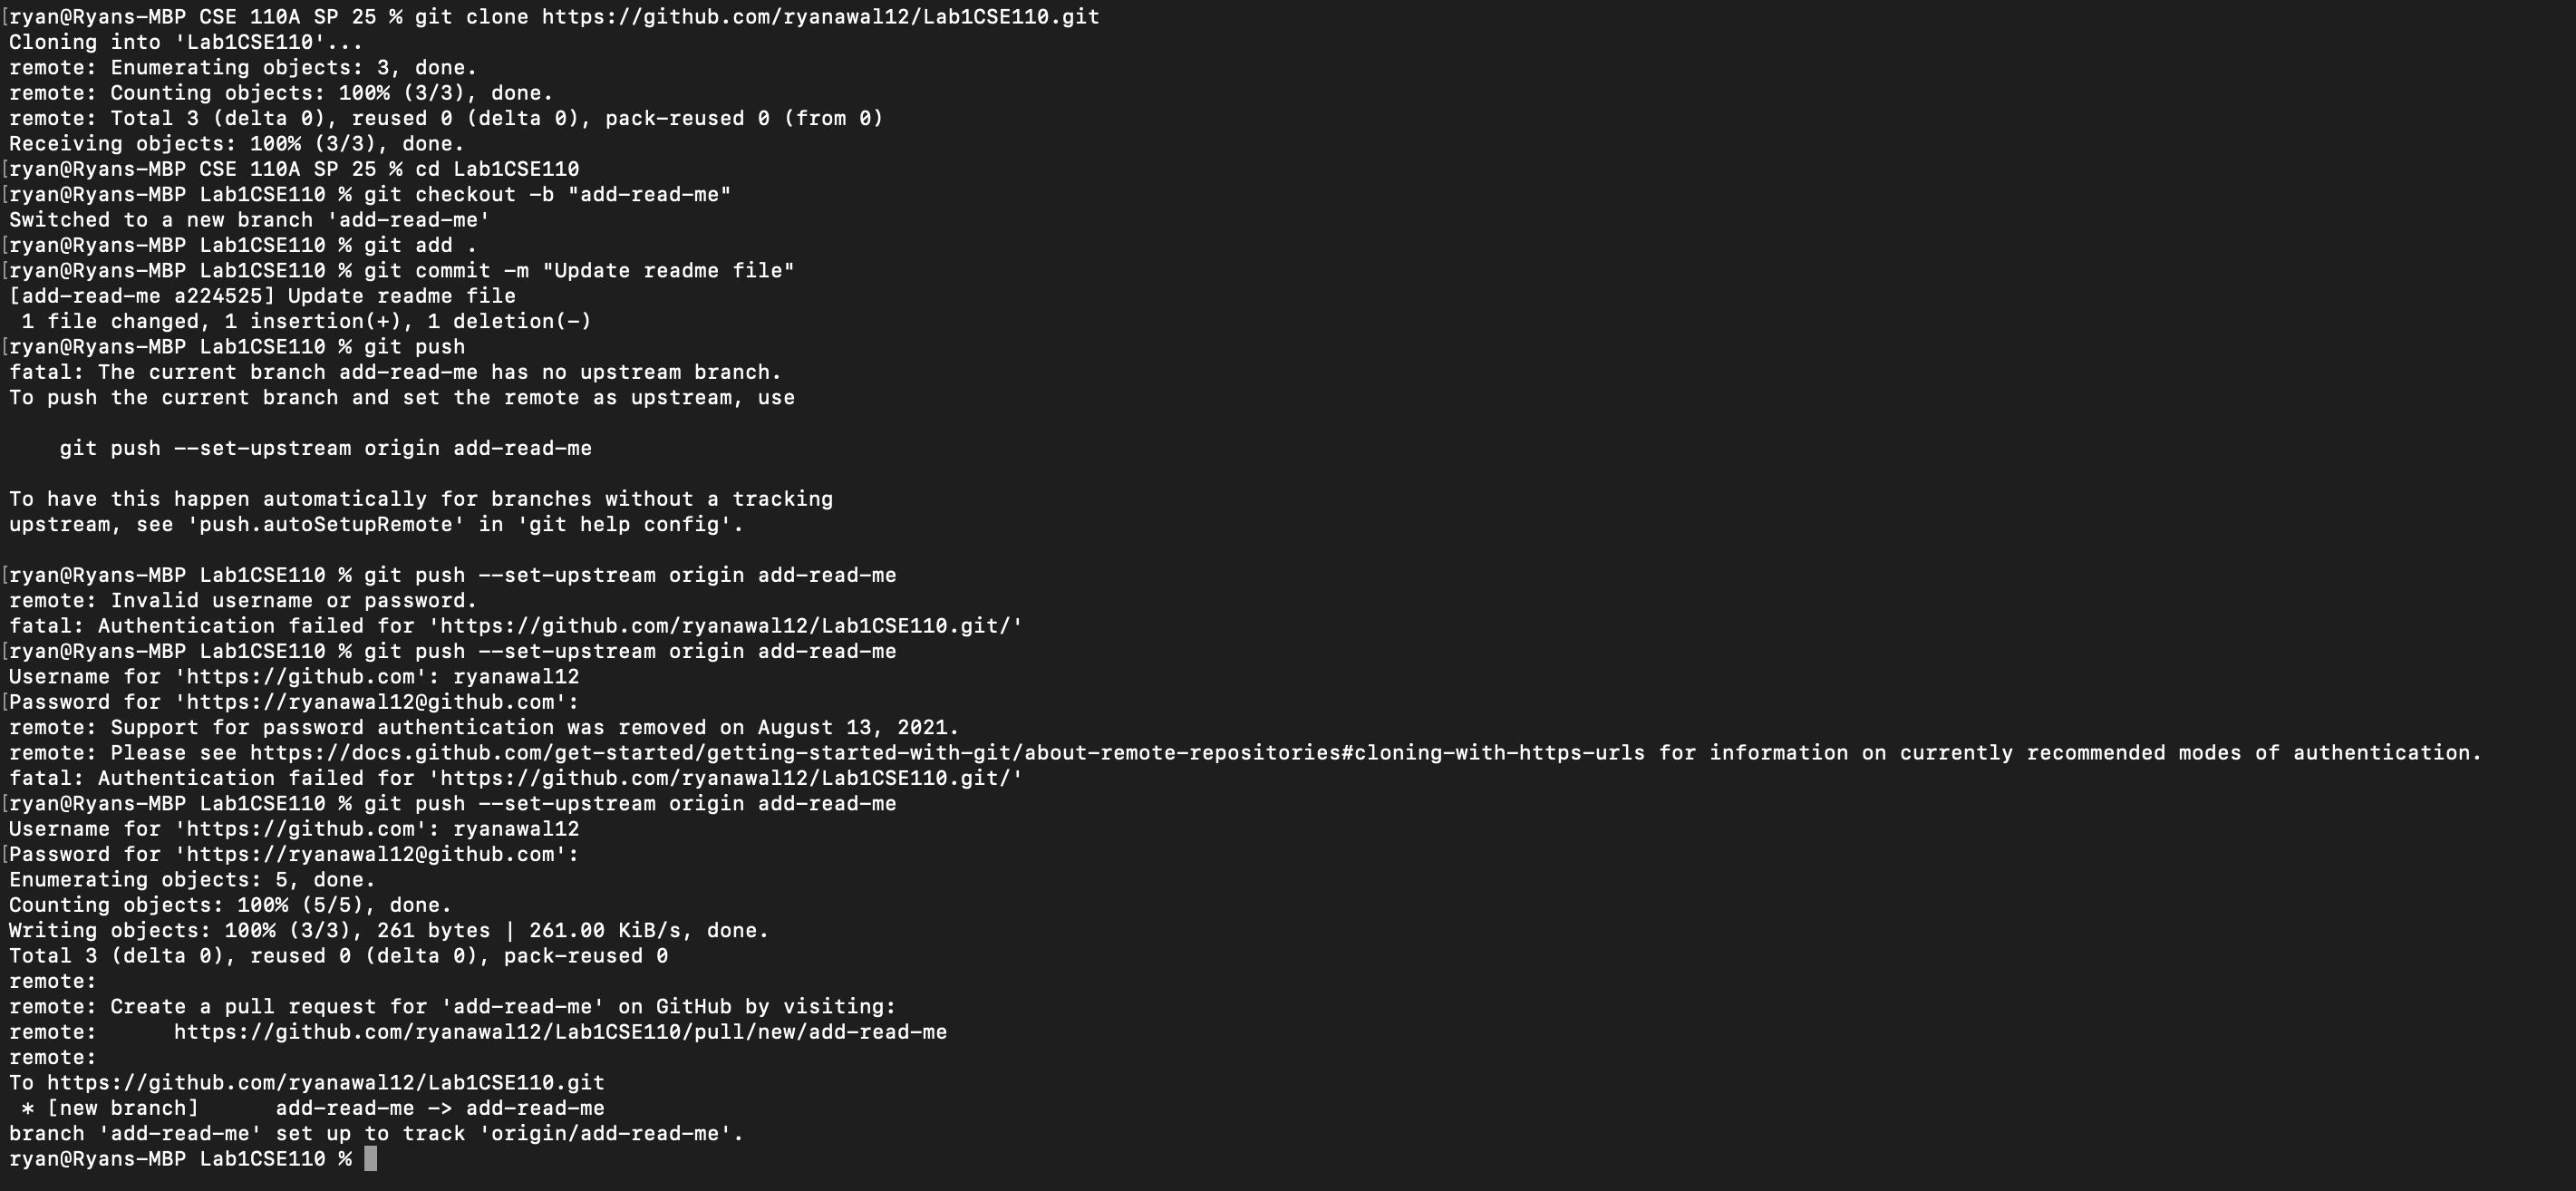 [ryan@Ryans-MBP CSE 110A SP 25 % git clone https://github.com/ryanawal12/Lab1CSE110.git
Cloning into 'Lab1CSE110'...
remote: Enumerating objects: 3, done.
remote: Counting objects: 100% (3/3), done.
remote: Total 3 (delta 0), reused 0 (delta 0), pack-reused 0 (from 0)
Receiving objects: 100% (3/3), done.
[ryan@Ryans-MBP CSE 110A SP 25 % cd Lab1CSE110
[ryan@Ryans-MBP Lab1CSE110 % git checkout -b "add-read-me"
Switched to a new branch 'add-read-me'
[ryan@Ryans-MBP Lab1CSE110 % git add .
[ryan@Ryans-MBP Lab1CSE110 % git commit -m "Update readme file"
[add-read-me a224525] Update readme file
 1 file changed, 1 insertion(+), 1 deletion(-)
[ryan@Ryans-MBP Lab1CSE110 % git push
fatal: The current branch add-read-me has no upstream branch.
To push the current branch and set the remote as upstream, use
    git push --set-upstream origin add-read-me
To have this happen automatically for branches without a tracking
upstream, see 'push.autoSetupRemote' in 'git help config'.
[ryan@Ryans-MBP Lab1CSE110 % git push --set-upstream origin add-read-me
remote: Invalid username or password.
fatal: Authentication failed for 'https://github.com/ryanawal12/Lab1CSE110.git/'
[ryan@Ryans-MBP Lab1CSE110 % git push --set-upstream origin add-read-me
Username for 'https://github.com': ryanawal12
[Password for 'https://ryanawal12@github.com':
remote: Support for password authentication was removed on August 13, 2021.
remote: Please see https://docs.github.com/get-started/getting-started-with-git/about-remote-repositories#cloning-with-https-urls for information on currently recommended modes of authentication.
fatal: Authentication failed for 'https://github.com/ryanawal12/Lab1CSE110.git/'
[ryan@Ryans-MBP Lab1CSE110 % git push --set-upstream origin add-read-me
Username for 'https://github.com': ryanawal12
[Password for 'https://ryanawal12@github.com':
Enumerating objects: 5, done.
Counting objects: 100% (5/5), done.
Writing objects: 100% (3/3), 261 bytes | 261.00 KiB/s, done.
Total 3 (delta 0), reused 0 (delta 0), pack-reused 0
remote:
remote: Create a pull request for 'add-read-me' on GitHub by visiting:
remote:      https://github.com/ryanawal12/Lab1CSE110/pull/new/add-read-me
remote:
To https://github.com/ryanawal12/Lab1CSE110.git
 * [new branch]      add-read-me -> add-read-me
branch 'add-read-me' set up to track 'origin/add-read-me'.
ryan@Ryans-MBP Lab1CSE110 %